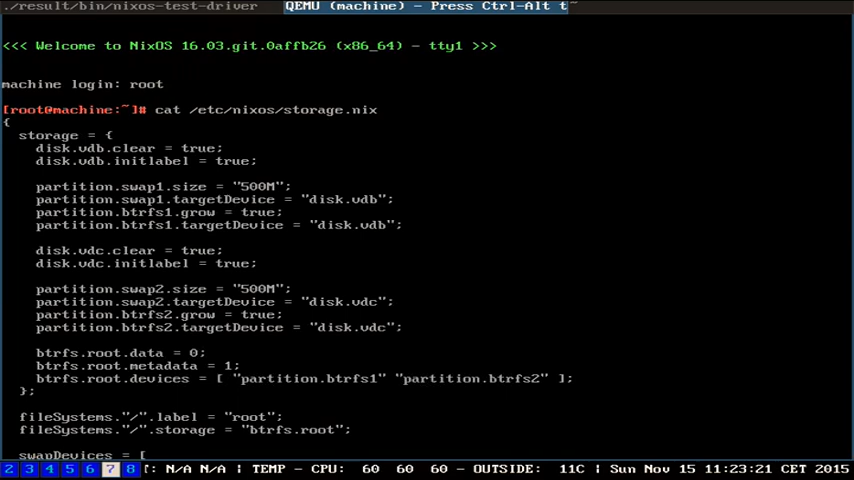 ./result/bin/nixos-test-driver QEMU (machine) - Press Ctrl-Alt t
<<< Welcome to NixOS 16.03.git.0affb26 (x86_64) - tty1 >>>
machine login: root
[root@machine:~]# cat /etc/nixos/storage.nix
{
  storage = {
    disk.vdb.clear = true;
    disk.vdb.initlabel = true;
    partition.swap1.size = "500M";
    partition.swap1.targetDevice = "disk.vdb";
    partition.btrfs1.grow = true;
    partition.btrfs1.targetDevice = "disk.vdb";
    disk.vdc.clear = true;
    disk.vdc.initlabel = true;
    partition.swap2.size = "500M";
    partition.swap2.targetDevice = "disk.vdc";
    partition.btrfs2.grow = true;
    partition.btrfs2.targetDevice = "disk.vdc";
    btrfs.root.data = 0;
    btrfs.root.metadata = 1;
    btrfs.root.devices = [ "partition.btrfs1" "partition.btrfs2" ];
  };
  fileSystems."/".label = "root";
  fileSystems."/".storage = "btrfs.root";
  swapDevices = [
2 3 4 5 6 7 8 : N/A N/A | TEMP - CPU: 60 60 60 - OUTSIDE: 11C | Sun Nov 15 11:23:21 CET 2015